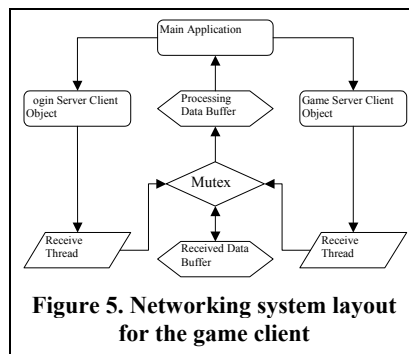 Main Application
ogin Server Client
Object
Processing
Data Buffer
Game Server Client
Object
Mutex
Receive
Thread
Received Data
Buffer
Receive
Thread
Figure 5. Networking system layout
for the game client